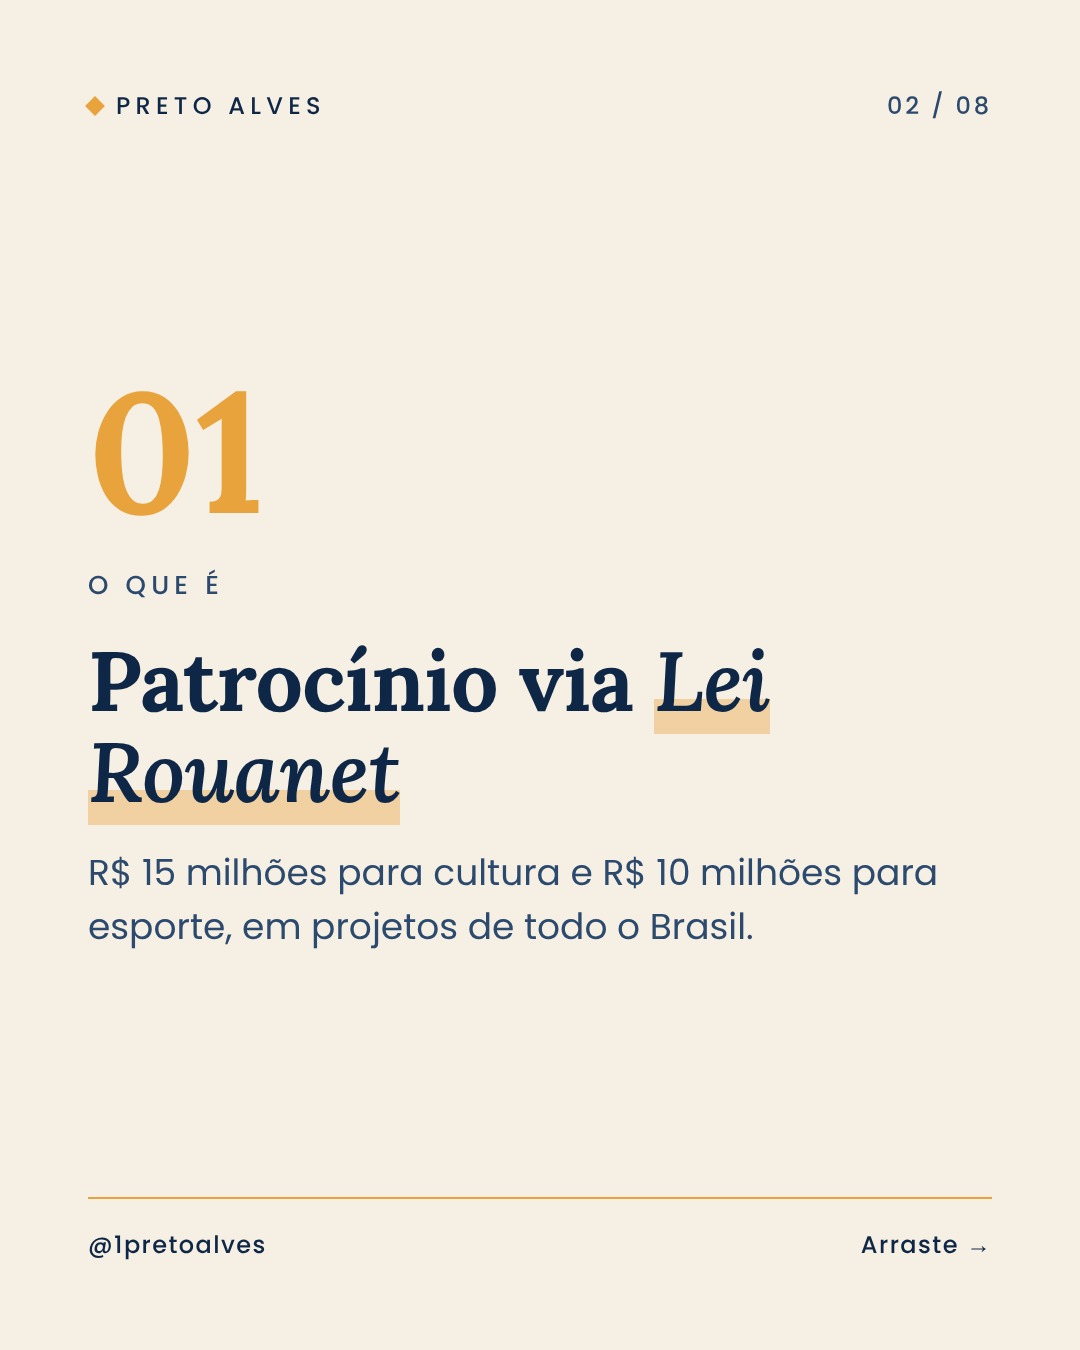 PRETO ALVES
02 / 08
01
O QUE É
Patrocínio via Lei
Rouanet
R$ 15 milhões para cultura e R$ 10 milhões para
esporte, em projetos de todo o Brasil.
@1pretoalves
Arraste →